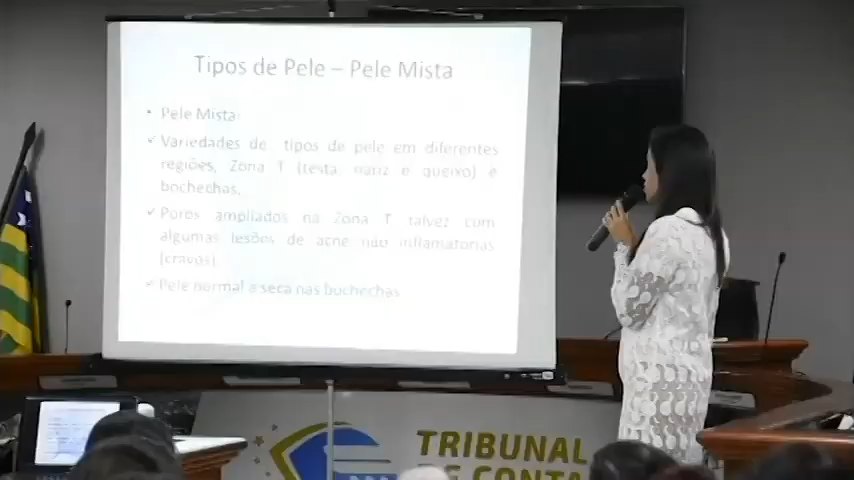 Tipos de Pele – Pele Mista
• Pele Mista:
✓ Variedades de tipos de pele em diferentes
regiões, Zona T (testa, nariz e queixo) e
bochechas.
✓ Poros ampliados na Zona T talvez com
algumas lesões de acne não inflamatórias
(cravos)
✓ Pele normal a seca nas bochechas
TRIBUNAL
DE CONTA